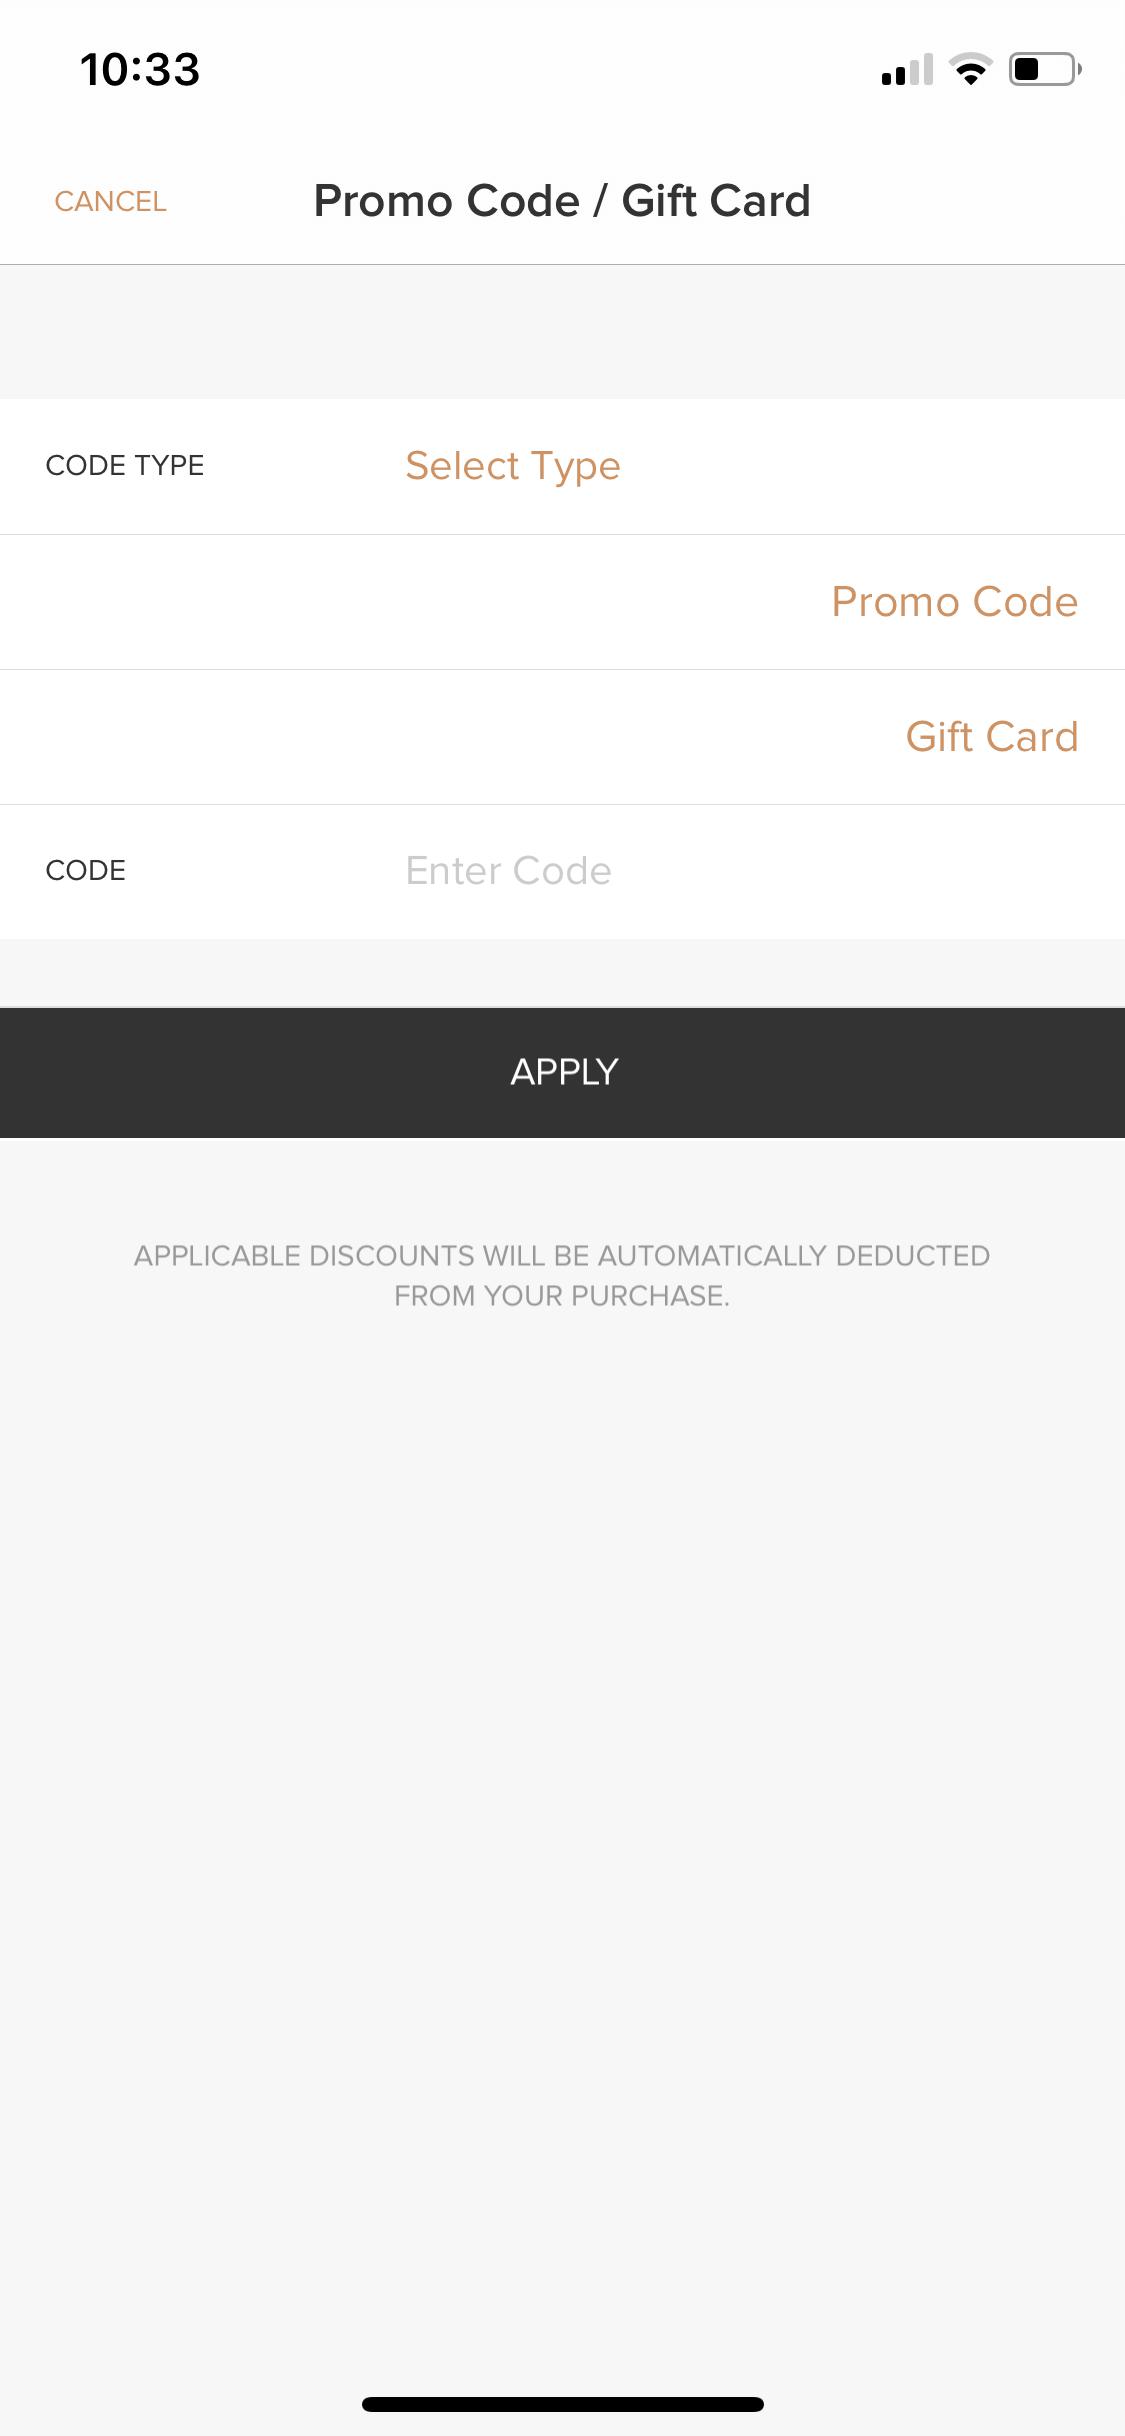 10:33
CANCEL
Promo Code / Gift Card
CODE TYPE
Select Type
Promo Code
Gift Card
CODE
Enter Code
APPLY
APPLICABLE DISCOUNTS WILL BE AUTOMATICALLY DEDUCTED
FROM YOUR PURCHASE.